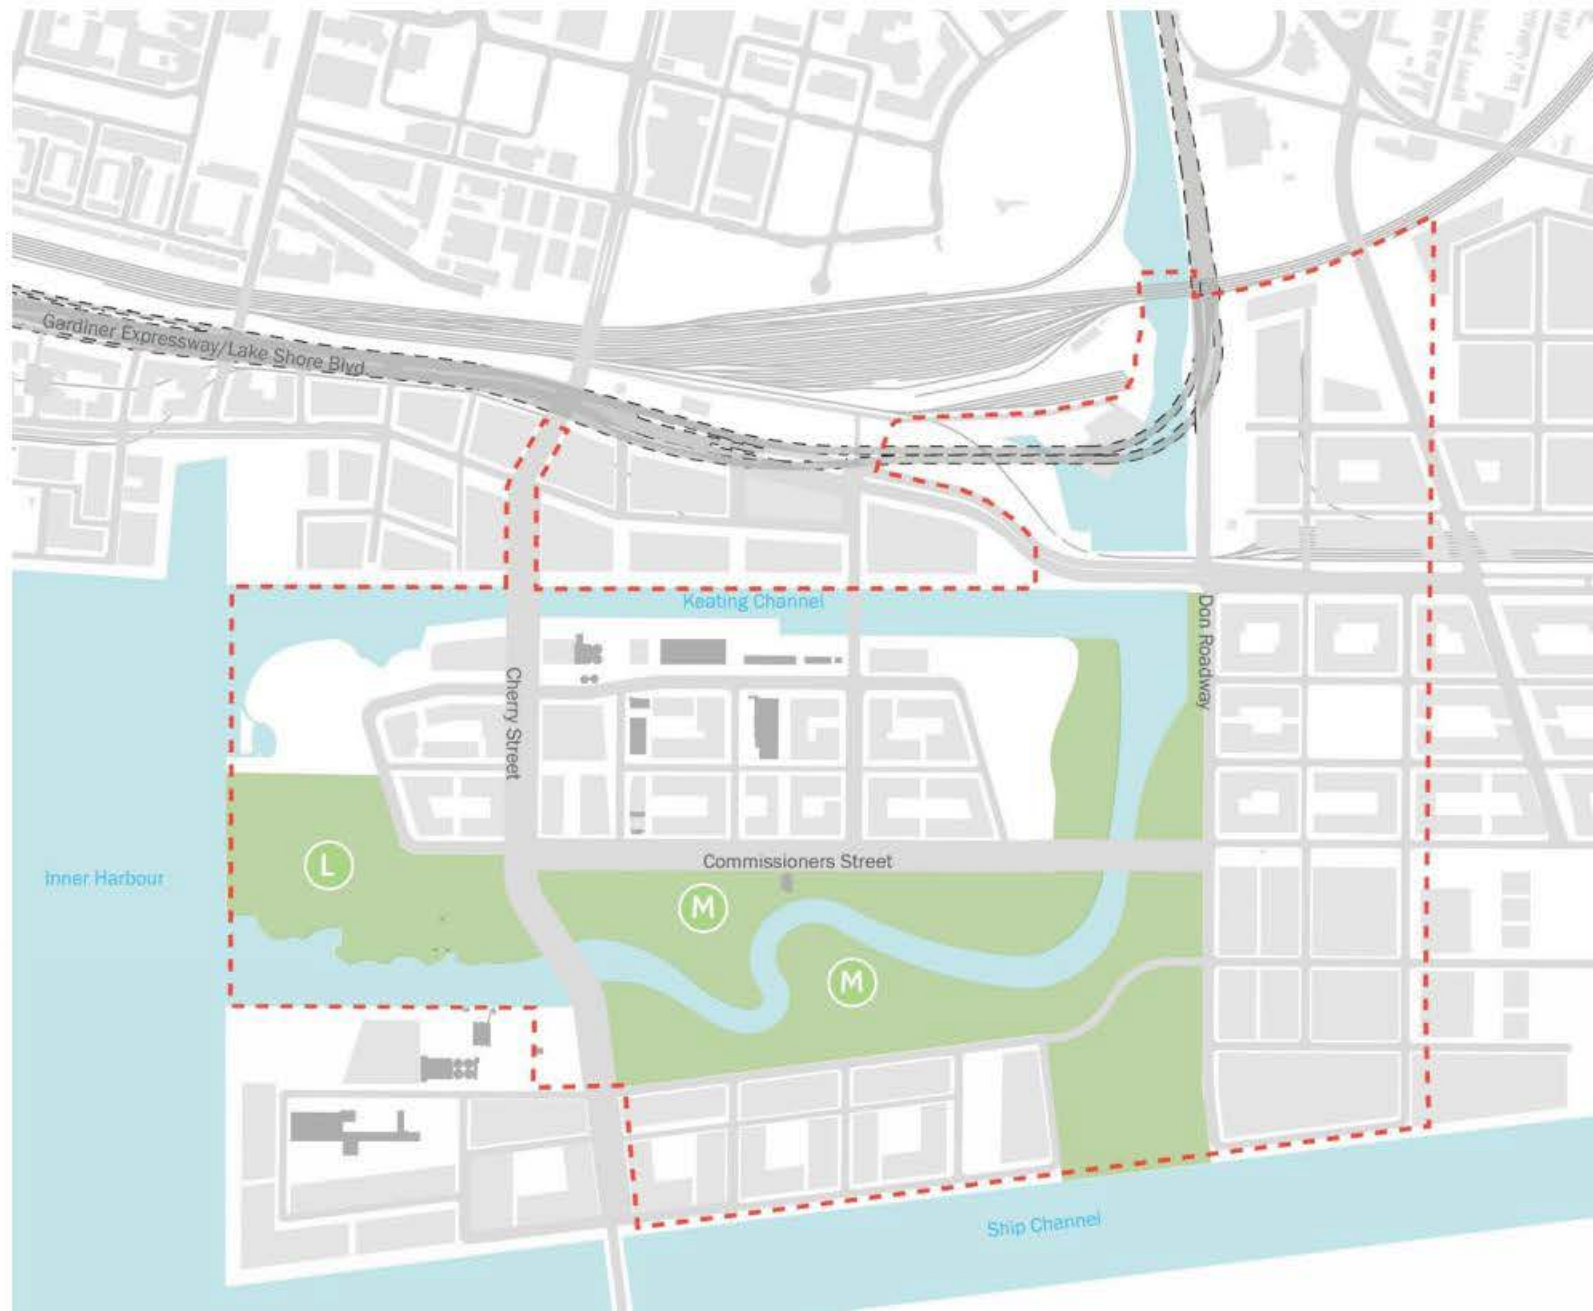 Gardiner Expressway/Lake Shore Blvd.
Keating Channel
Don Roadway
Cherry Street
Commissioners Street
L
Inner Harbour
M
M
Ship Channel